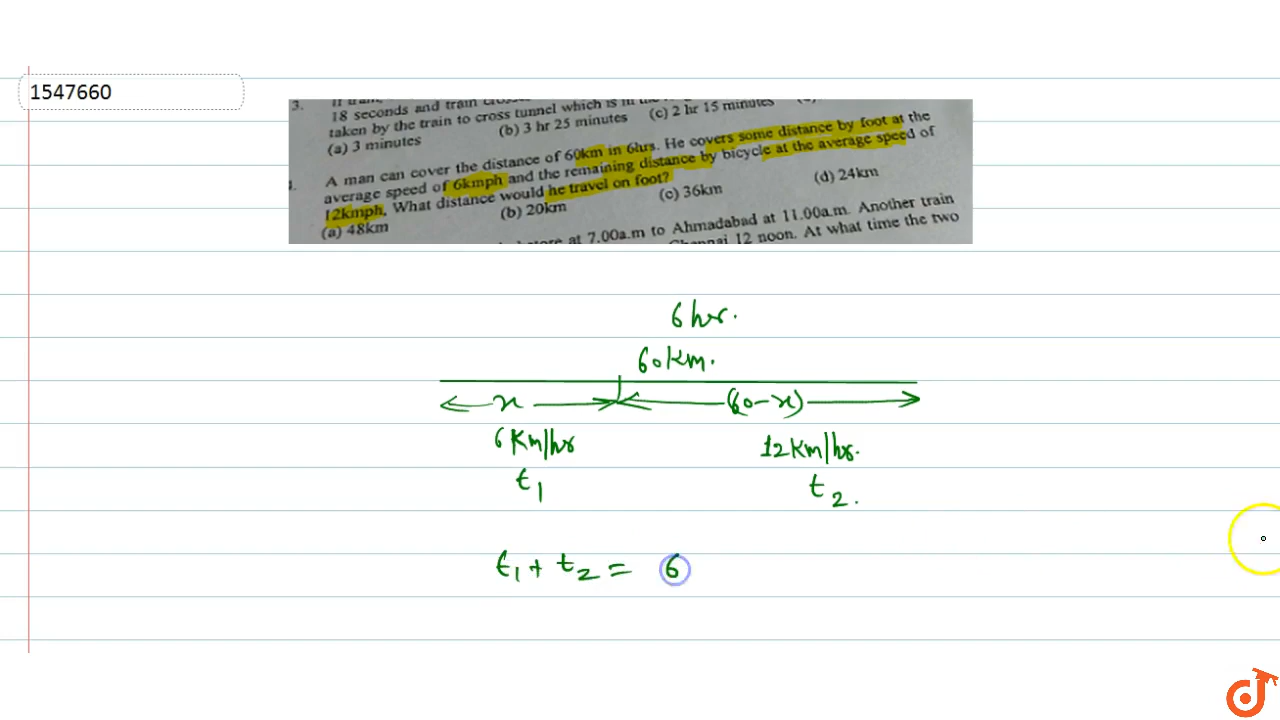 1547660
3.
18 seconds and train
taken by the train to cross tunnel which is in the
(a) 3 minutes (b) 3 hr 25 minutes (c) 2 hr 15 minutes
A man can cover the distance of 60km in 6hrs. He covers some distance by foot at the
average speed of 6kmph and the remaining distance by bicycle at the average speed of
12kmph, What distance would he travel on foot?
(a) 48km (b) 20km (c) 36km (d) 24km
at 7.00a.m to Ahmadabad at 11.00a.m. Another train
12 noon. At what time the two
6 hr.
60 km.
x (60-x)
6 Km/hr 12 Km/hr.
t1 t2.
t1 + t2 = 6